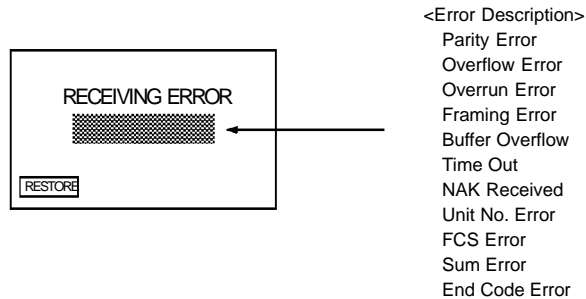 <Error Description>
Parity Error
Overflow Error
Overrun Error
Framing Error
Buffer Overflow
Time Out
NAK Received
Unit No. Error
FCS Error
Sum Error
End Code Error
RECEIVING ERROR
RESTORE